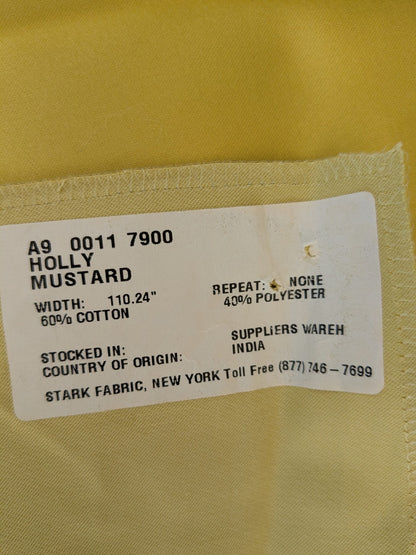 A9 0011 7900
HOLLY
MUSTARD
WIDTH: 110.24" REPEAT: NONE
60% COTTON 40% POLYESTER
STOCKED IN: SUPPLIERS WAREH
COUNTRY OF ORIGIN: INDIA
STARK FABRIC, NEW YORK Toll Free (877) 746-7699